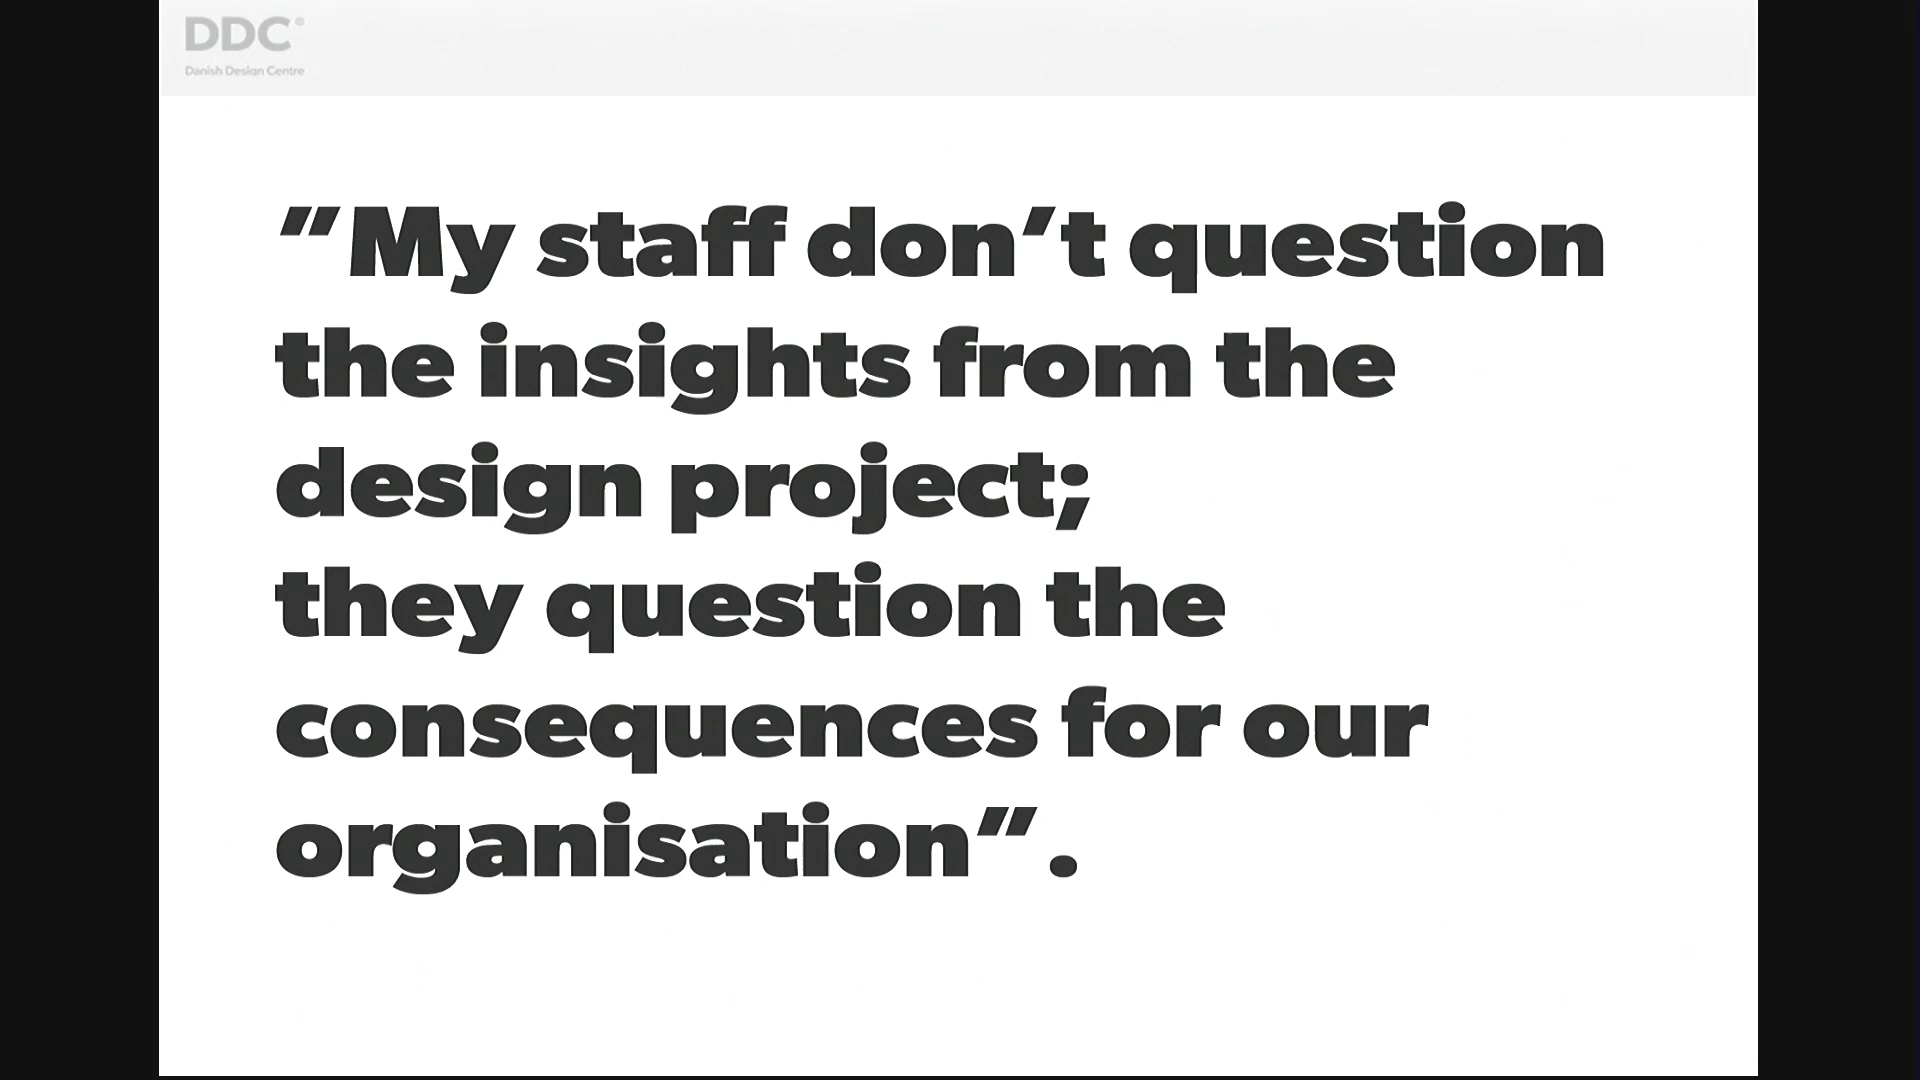 DDC®
Danish Design Centre
”My staff don’t question
the insights from the
design project;
they question the
consequences for our
organisation”.